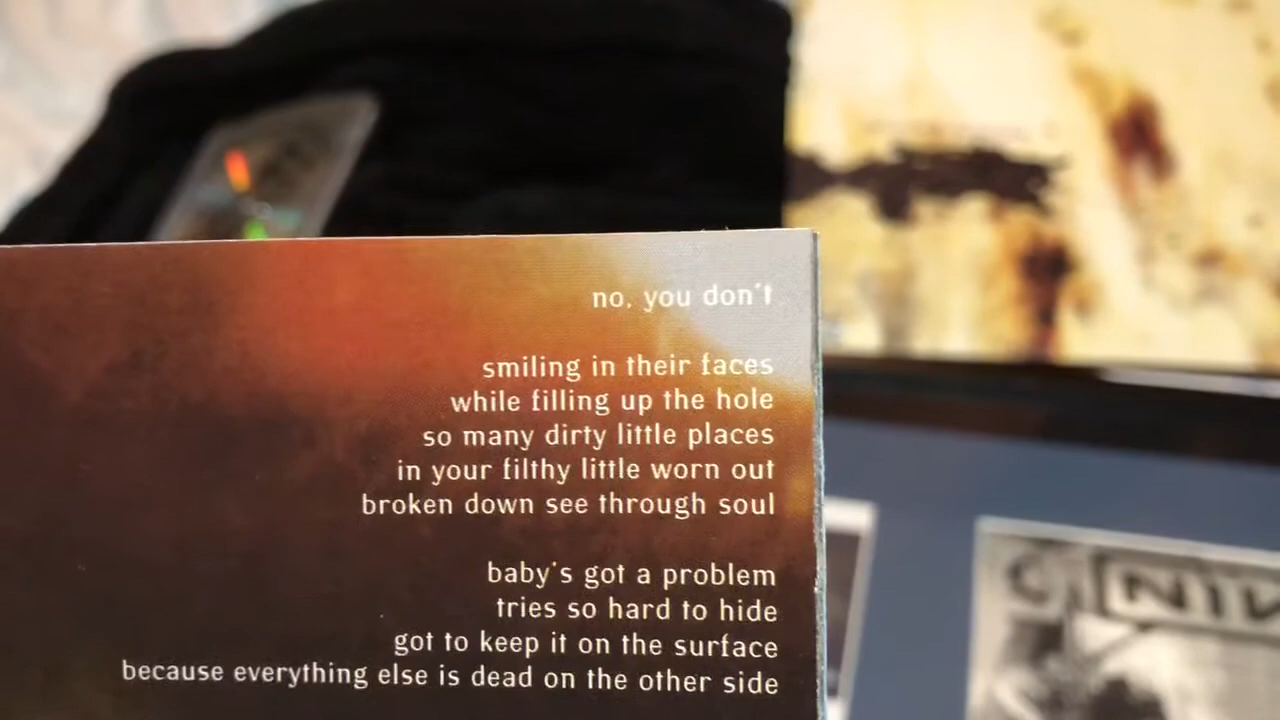 no, you don't
smiling in their faces
while filling up the hole
so many dirty little places
in your filthy little worn out
broken down see through soul
baby's got a problem
tries so hard to hide
got to keep it on the surface
because everything else is dead on the other side
NIN